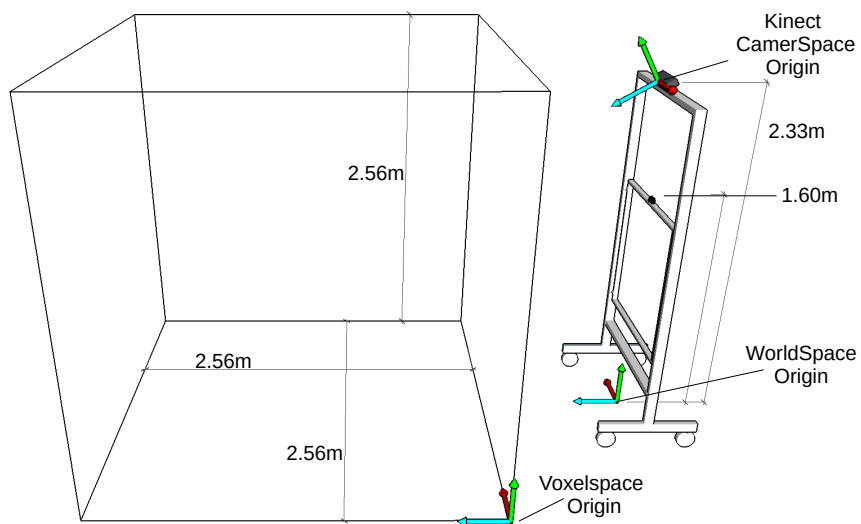 Kinect
CamerSpace
Origin
2.33m
2.56m
1.60m
WorldSpace
Origin
2.56m
2.56m
Voxelspace
Origin